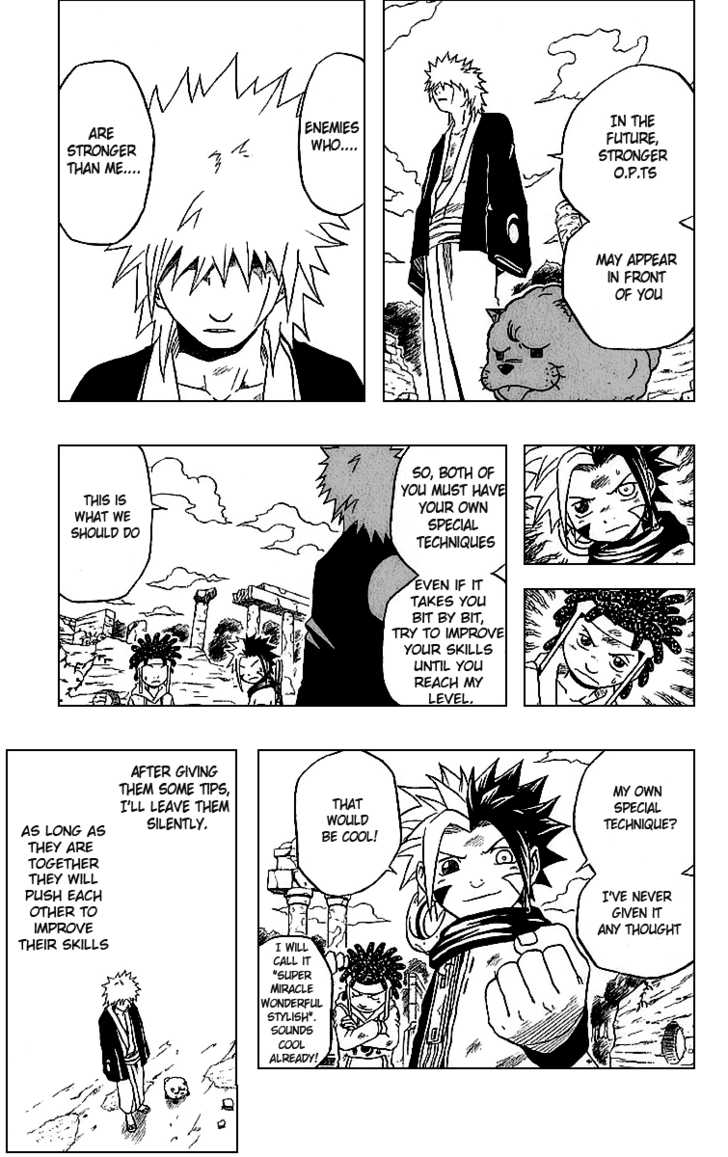 IN THE
FUTURE,
STRONGER
O.P.TS
MAY APPEAR
IN FRONT
OF YOU
ENEMIES
WHO....
ARE
STRONGER
THAN ME....
SO, BOTH OF
YOU MUST HAVE
YOUR OWN
SPECIAL
TECHNIQUES
EVEN IF IT
TAKES YOU
BIT BY BIT,
TRY TO IMPROVE
YOUR SKILLS
UNTIL YOU
REACH MY
LEVEL.
THIS IS
WHAT WE
SHOULD DO
MY OWN
SPECIAL
TECHNIQUE?
I'VE NEVER
GIVEN IT
ANY THOUGHT
THAT
WOULD
BE COOL!
I WILL
CALL IT
"SUPER
MIRACLE
WONDERFUL
STYLISH".
SOUNDS
COOL
ALREADY!
AFTER GIVING
THEM SOME TIPS,
I'LL LEAVE THEM
SILENTLY.
AS LONG AS
THEY ARE
TOGETHER
THEY WILL
PUSH EACH
OTHER TO
IMPROVE
THEIR SKILLS